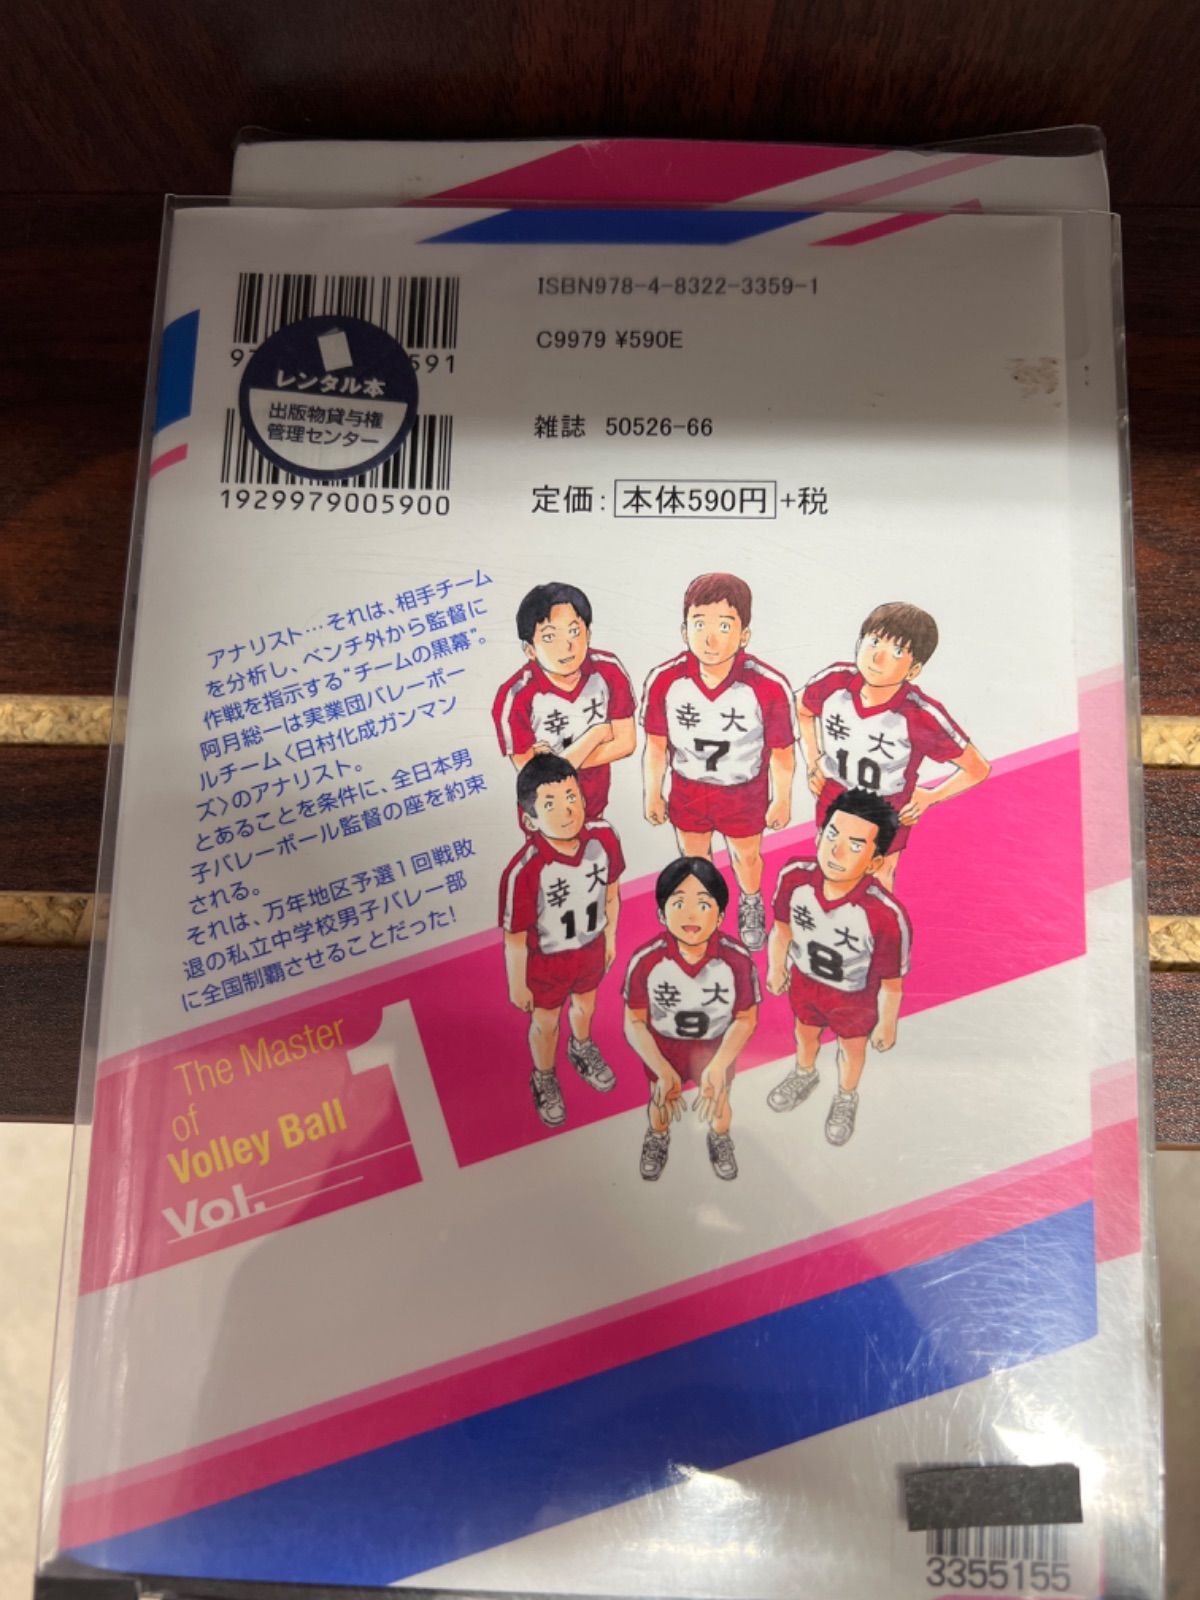 ISBN978-4-8322-3359-1
C9979 ¥590E
591
レンタル本
出版物貸与権
管理センター
1929979005900
雑誌 50526-66
定価：本体590円+税
アナリスト…それは、相手チーム
を分析し、ベンチ外から監督に
作戦を指示する"チームの黒幕"。
阿月総一は実業団バレーボー
ルチーム〈日村化成ガンマン
ズ〉のアナリスト。
とあることを条件に、全日本男
子バレーボール監督の座を約束
される。
それは、万年地区予選1回戦敗
退の私立中学校男子バレー部
に全国制覇させることだった！
幸大
幸大
7
幸大
10
幸大
11
幸大
9
幸大
8
The Master
of
Volley Ball
Vol. 1
3355155